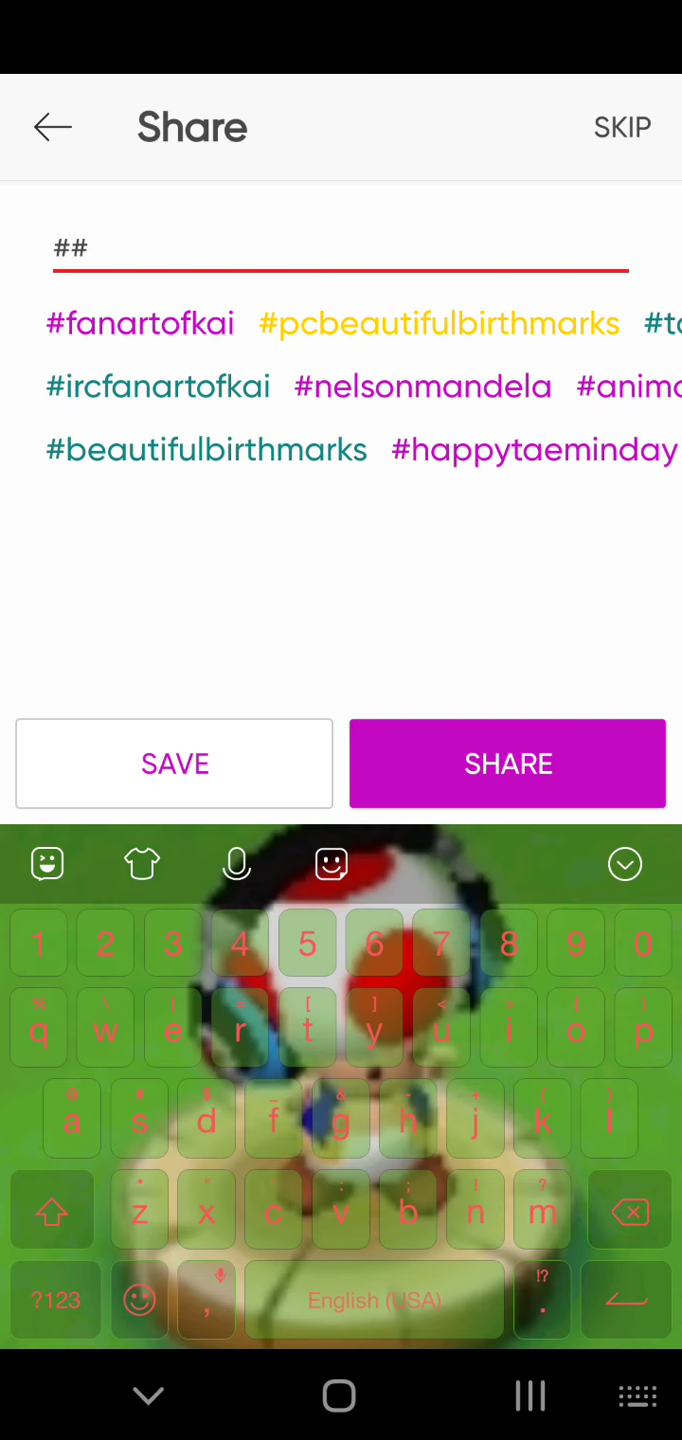 Share SKIP
##
#fanartofkai #pcbeautifulbirthmarks
#ircfanartofkai #nelsonmandela
#beautifulbirthmarks #happytaeminday
SAVE SHARE
1 2 3 4 5 6 7 8 9 0
q w e r t y u i o p
a s d f g h j k l
z x c v b n m
?123 , English (USA) !? .